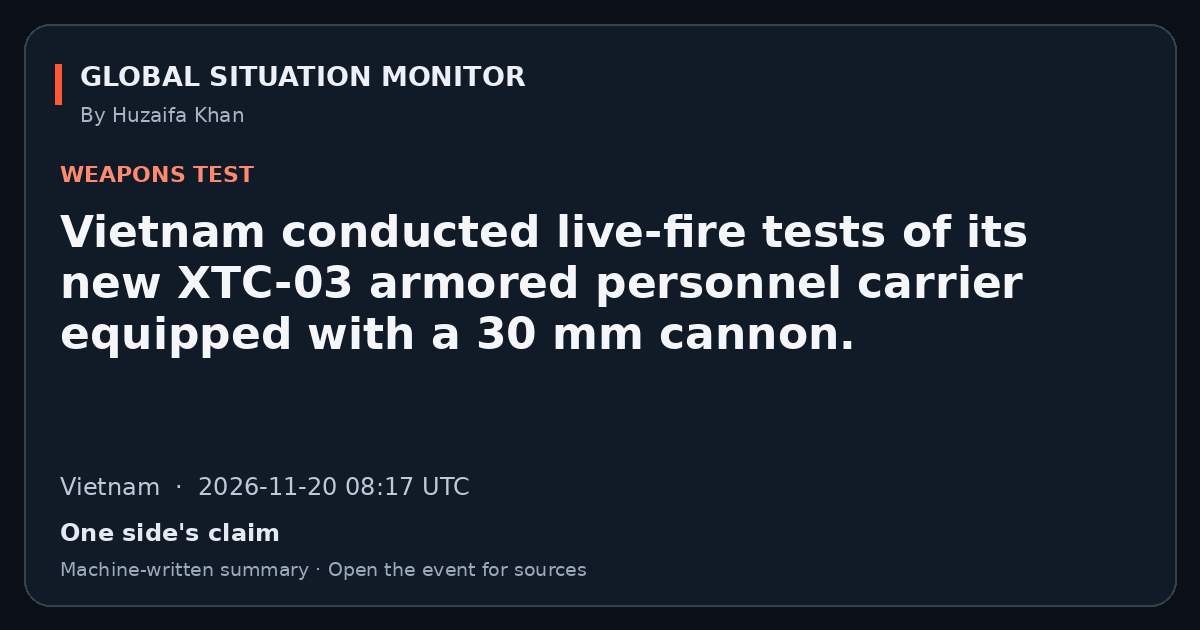 GLOBAL SITUATION MONITOR
By Huzaifa Khan
WEAPONS TEST
Vietnam conducted live-fire tests of its
new XTC-03 armored personnel carrier
equipped with a 30 mm cannon.
Vietnam · 2026-11-20 08:17 UTC
One side's claim
Machine-written summary · Open the event for sources